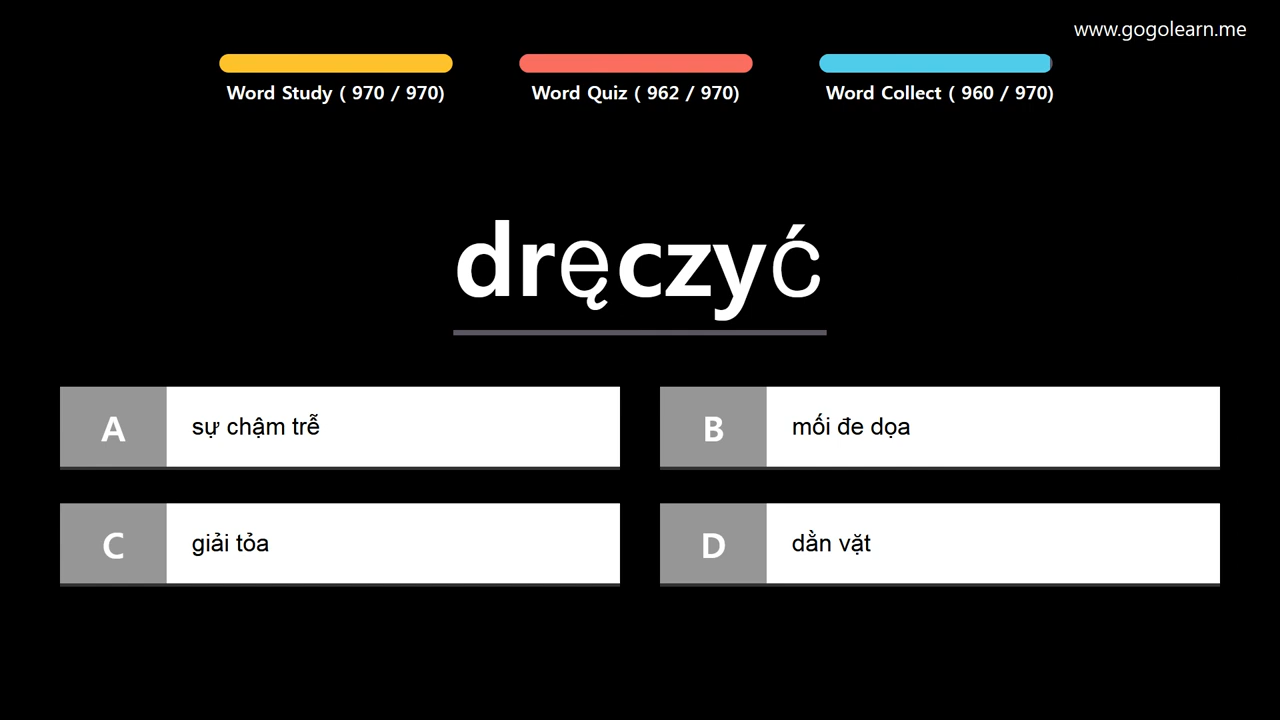 www.gogolearn.me
Word Study ( 970 / 970)
Word Quiz ( 962 / 970)
Word Collect ( 960 / 970)
dręczyć
A
sự chậm trễ
B
mối đe dọa
C
giải tỏa
D
dằn vặt